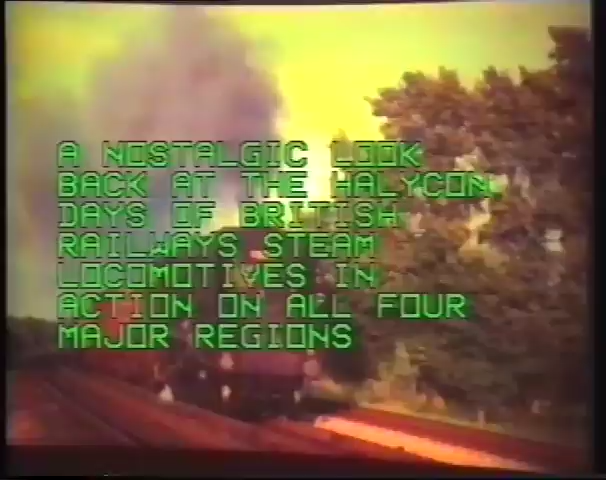 A NOSTALGIC LOOK
BACK AT THE HALYCON
DAYS OF BRITISH
RAILWAYS STEAM
LOCOMOTIVES IN
ACTION ON ALL FOUR
MAJOR REGIONS